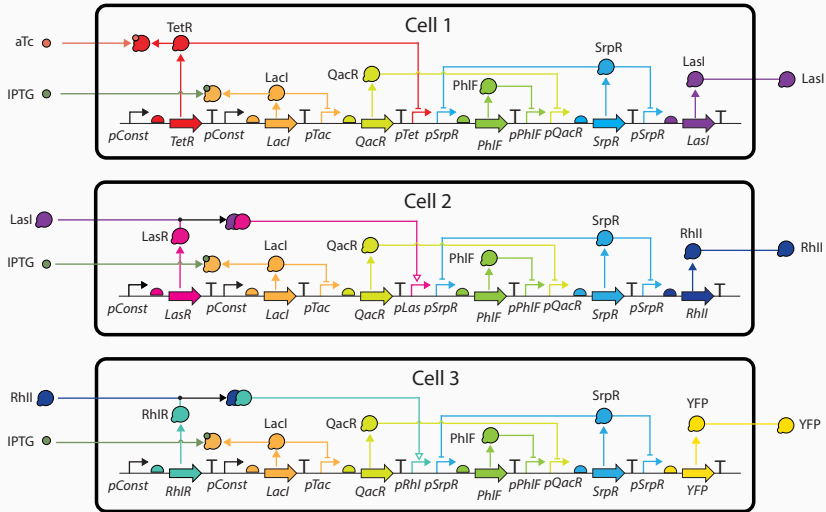 Cell 1
aTc
TetR
IPTG
LacI
QacR
PhlF
SrpR
LasI
LasI
pConst
TetR
pConst
LacI
pTac
QacR
pTet
pSrpR
PhlF
pPhlF
pQacR
SrpR
pSrpR
LasI
Cell 2
LasI
LasR
IPTG
LacI
QacR
PhlF
SrpR
RhlI
RhlI
pConst
LasR
pConst
LacI
pTac
QacR
pLas
pSrpR
PhlF
pPhlF
pQacR
SrpR
pSrpR
RhlI
Cell 3
RhlI
RhlR
IPTG
LacI
QacR
PhlF
SrpR
YFP
YFP
pConst
RhlR
pConst
LacI
pTac
QacR
pRhl
pSrpR
PhlF
pPhlF
pQacR
SrpR
pSrpR
YFP